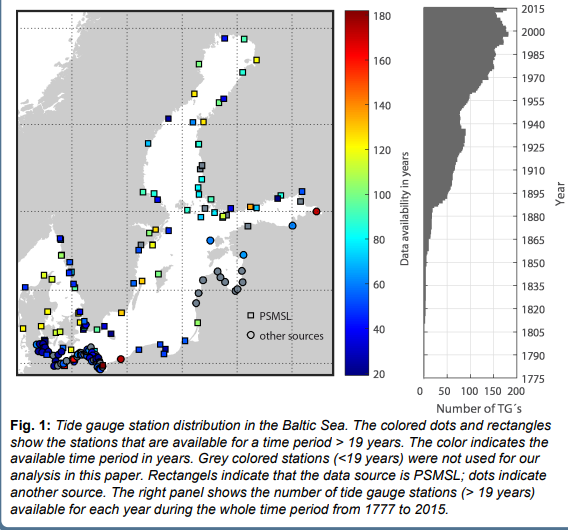 180
160
140
120
100
80
60
40
20
Data availability in years
PSMSL
other sources
2015
2000
1985
1970
1955
1940
1925
1910
1895
1880
1865
1850
1835
1820
1805
1790
1775
Year
0 50 100 150 200
Number of TG´s
Fig. 1: Tide gauge station distribution in the Baltic Sea. The colored dots and rectangles
show the stations that are available for a time period > 19 years. The color indicates the
available time period in years. Grey colored stations (<19 years) were not used for our
analysis in this paper. Rectangels indicate that the data source is PSMSL; dots indicate
another source. The right panel shows the number of tide gauge stations (> 19 years)
available for each year during the whole time period from 1777 to 2015.